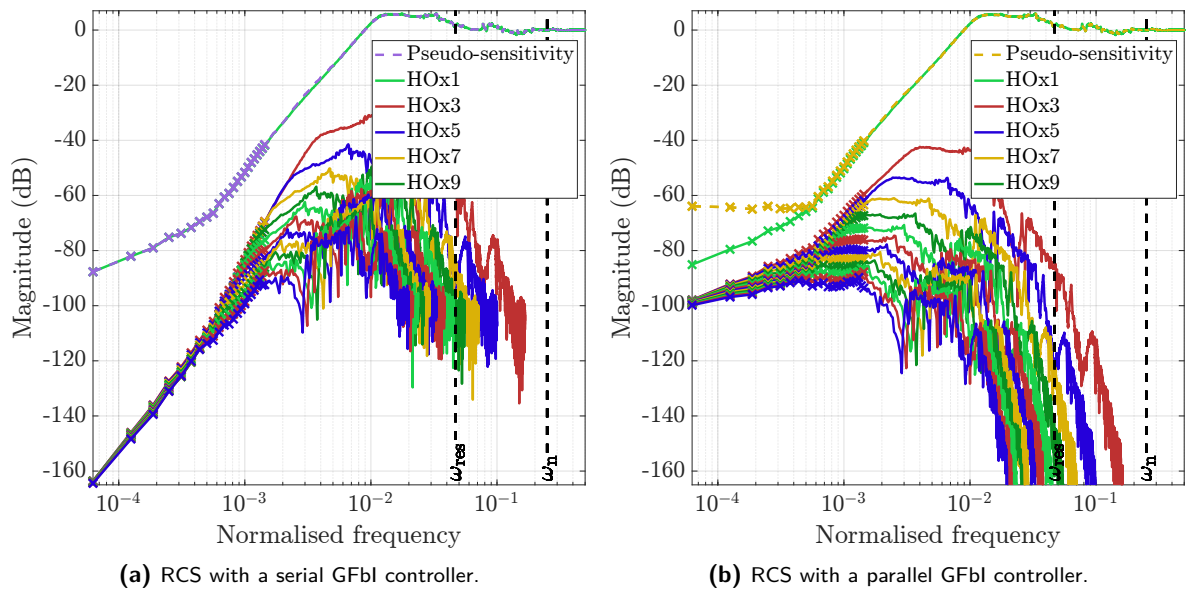 0
-20
-40
-60
-80
-100
-120
-140
-160
Magnitude (dB)
Pseudo-sensitivity
HOx1
HOx3
HOx5
HOx7
HOx9
ω_res
ω_n
10⁻⁴
10⁻³
10⁻²
10⁻¹
Normalised frequency
(a) RCS with a serial GFbI controller.
0
-20
-40
-60
-80
-100
-120
-140
-160
Magnitude (dB)
Pseudo-sensitivity
HOx1
HOx3
HOx5
HOx7
HOx9
ω_res
ω_n
10⁻⁴
10⁻³
10⁻²
10⁻¹
Normalised frequency
(b) RCS with a parallel GFbI controller.